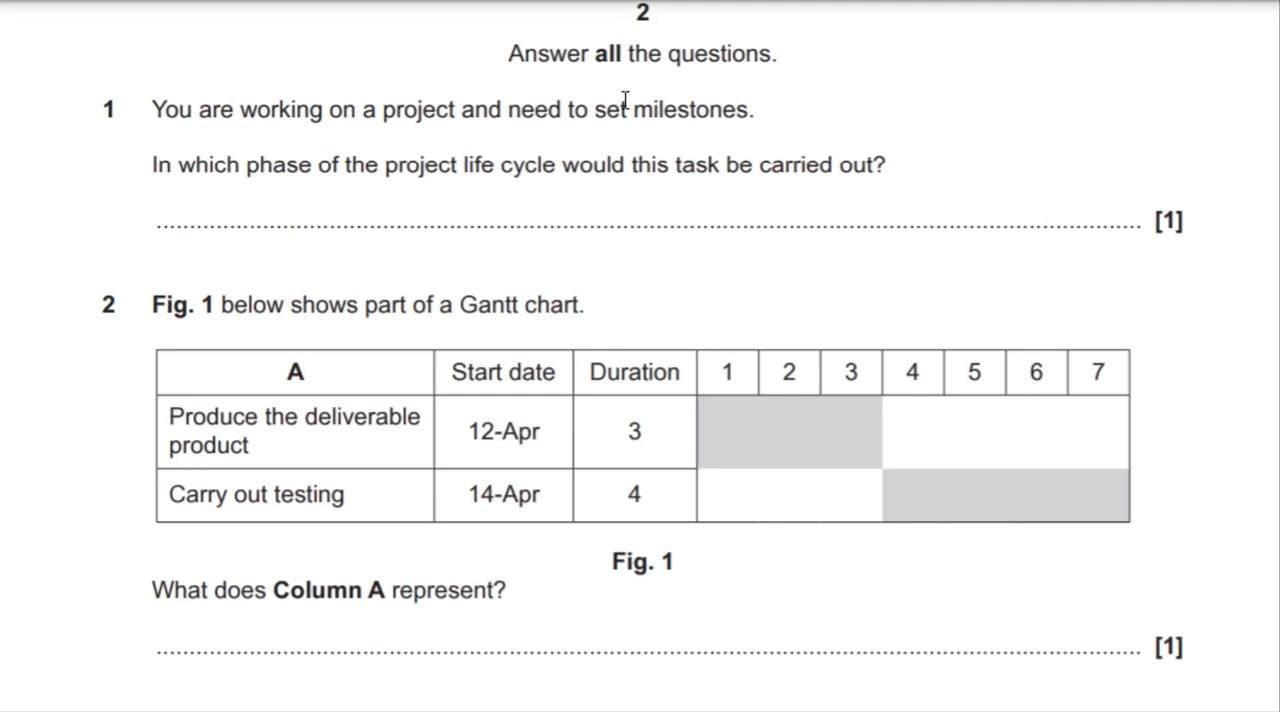 2
Answer all the questions.
1 You are working on a project and need to set milestones.
In which phase of the project life cycle would this task be carried out?
[1]
2 Fig. 1 below shows part of a Gantt chart.
A Start date Duration 1 2 3 4 5 6 7
Produce the deliverable
product 12-Apr 3
Carry out testing 14-Apr 4
Fig. 1
What does Column A represent?
[1]